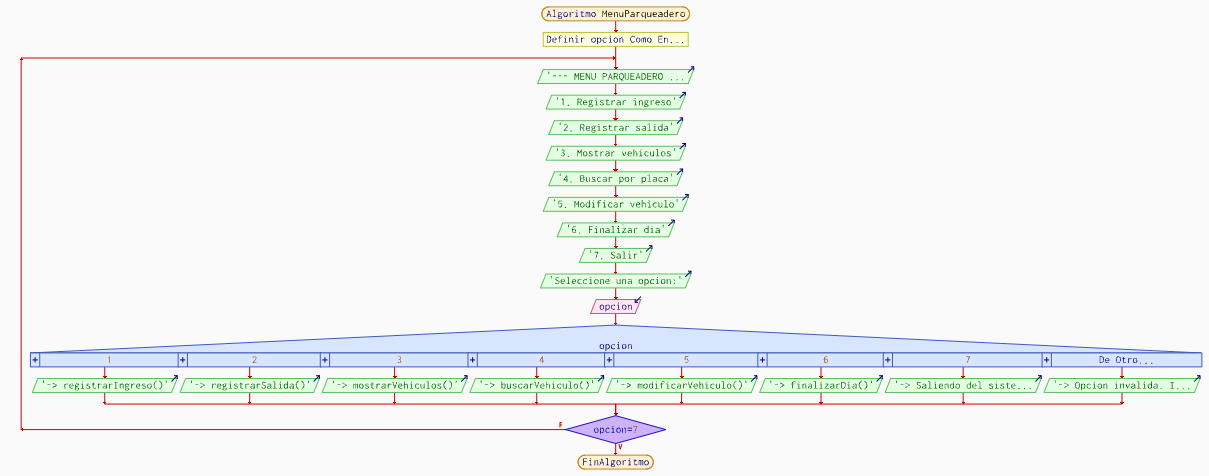 Algoritmo MenuParqueadero
Definir opcion Como En...
'--- MENU PARQUEADERO ...
'1. Registrar ingreso'
'2. Registrar salida'
'3. Mostrar vehiculos'
'4. Buscar por placa'
'5. Modificar vehiculo'
'6. Finalizar dia'
'7. Salir'
'Seleccione una opcion:'
opcion
opcion
+ 1 + 2 + 3 + 4 + 5 + 6 + 7 + De Otro...
'-> registrarIngreso()' '-> registrarSalida()' '-> mostrarVehiculos()' '-> buscarVehiculo()' '-> modificarVehiculo()' '-> finalizarDia()' '-> Saliendo del siste... '-> Opcion invalida. I...
F opcion=7
V
FinAlgoritmo